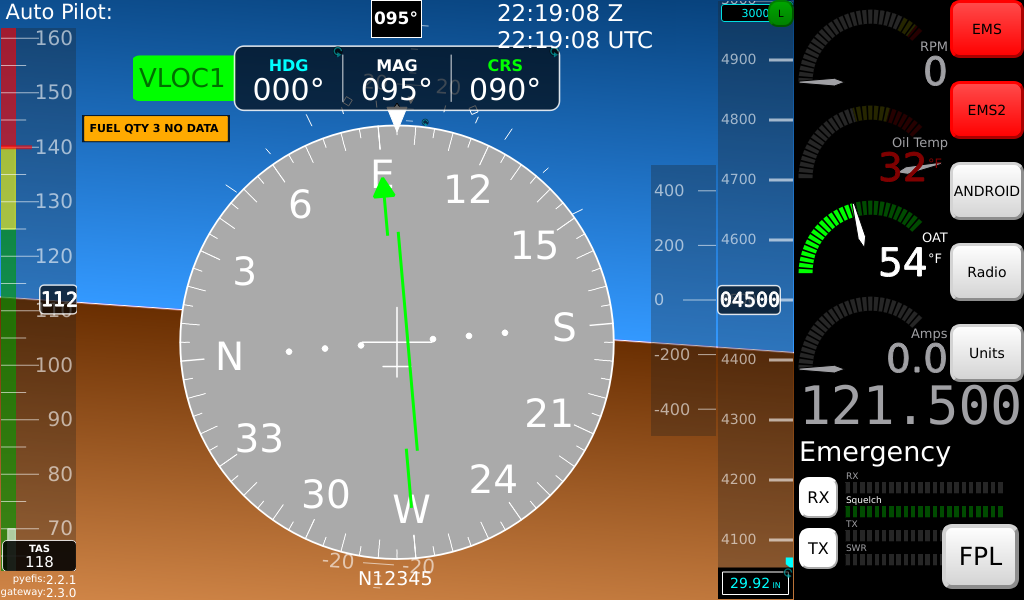 Auto Pilot:
095°
22:19:08 Z
22:19:08 UTC
3000
L
EMS
VLOC1
HDG MAG CRS
000° 095° 090°
20 20
FUEL QTY 3 NO DATA
160
150
140
130
120
112
110
100
90
80
70
TAS
118
pyefis:2.2.1
gateway:2.3.0
E
12
15
S
21
24
W
30
33
N
3
6
-20 -20
N12345
400
200
0
-200
-400
4900
4800
4700
4600
04500
4400
4300
4200
4100
29.92 IN
RPM
0
EMS2
Oil Temp
32 °F
ANDROID
OAT
54 °F
Radio
Amps
0.0
Units
121.500
Emergency
RX
RX
Squelch
TX
TX
SWR
FPL